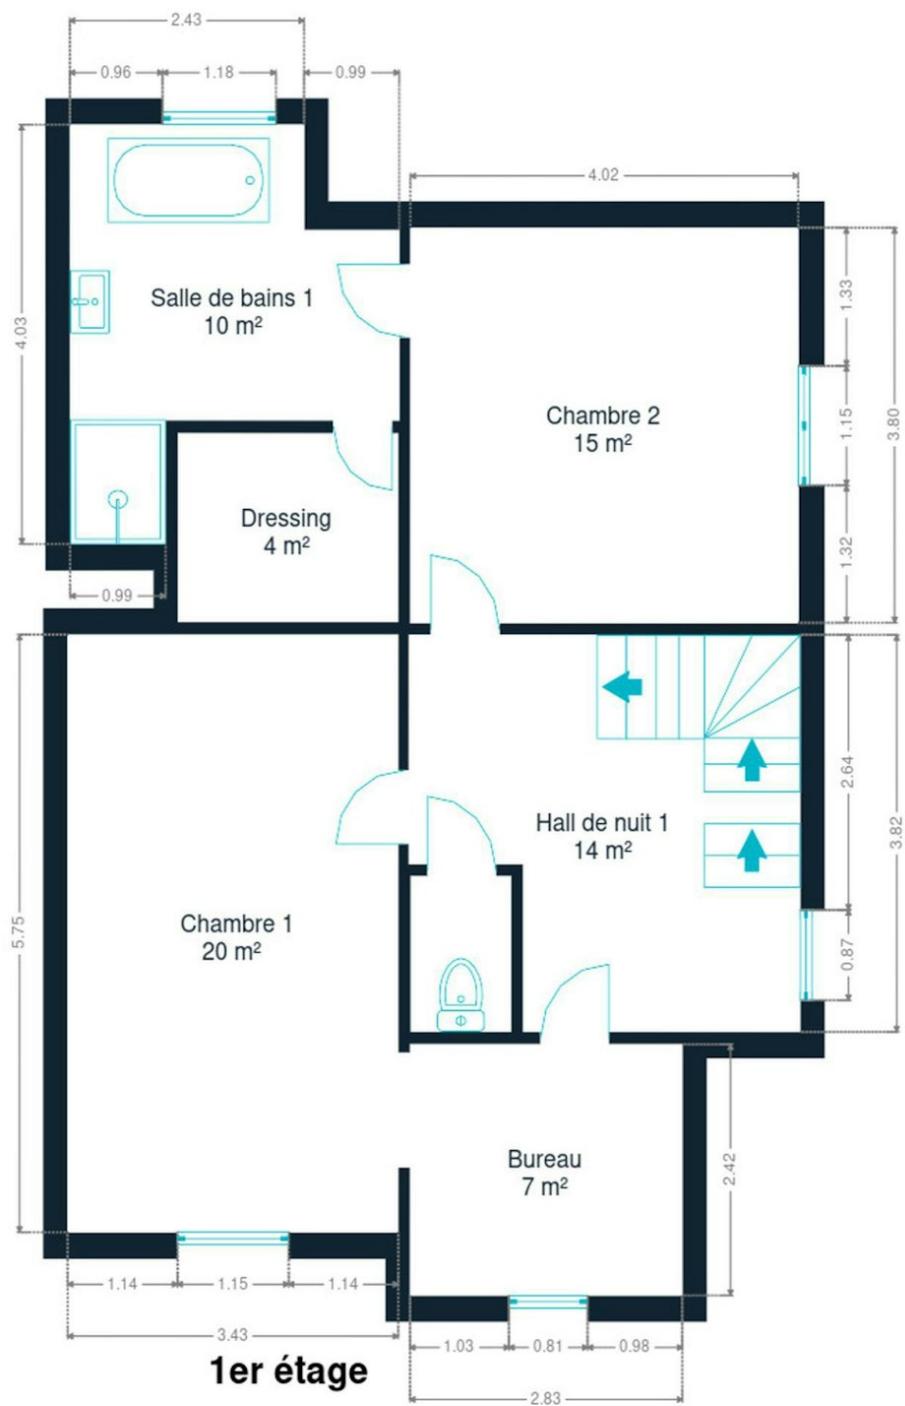 2.43
0.96
1.18
0.99
4.02
4.03
Salle de bains 1
10 m²
1.33
Chambre 2
15 m²
1.15
3.80
Dressing
4 m²
1.32
0.99
2.64
Hall de nuit 1
14 m²
3.82
5.75
Chambre 1
20 m²
0.87
Bureau
7 m²
2.42
1.14
1.15
1.14
3.43
1.03
0.81
0.98
1er étage
2.83